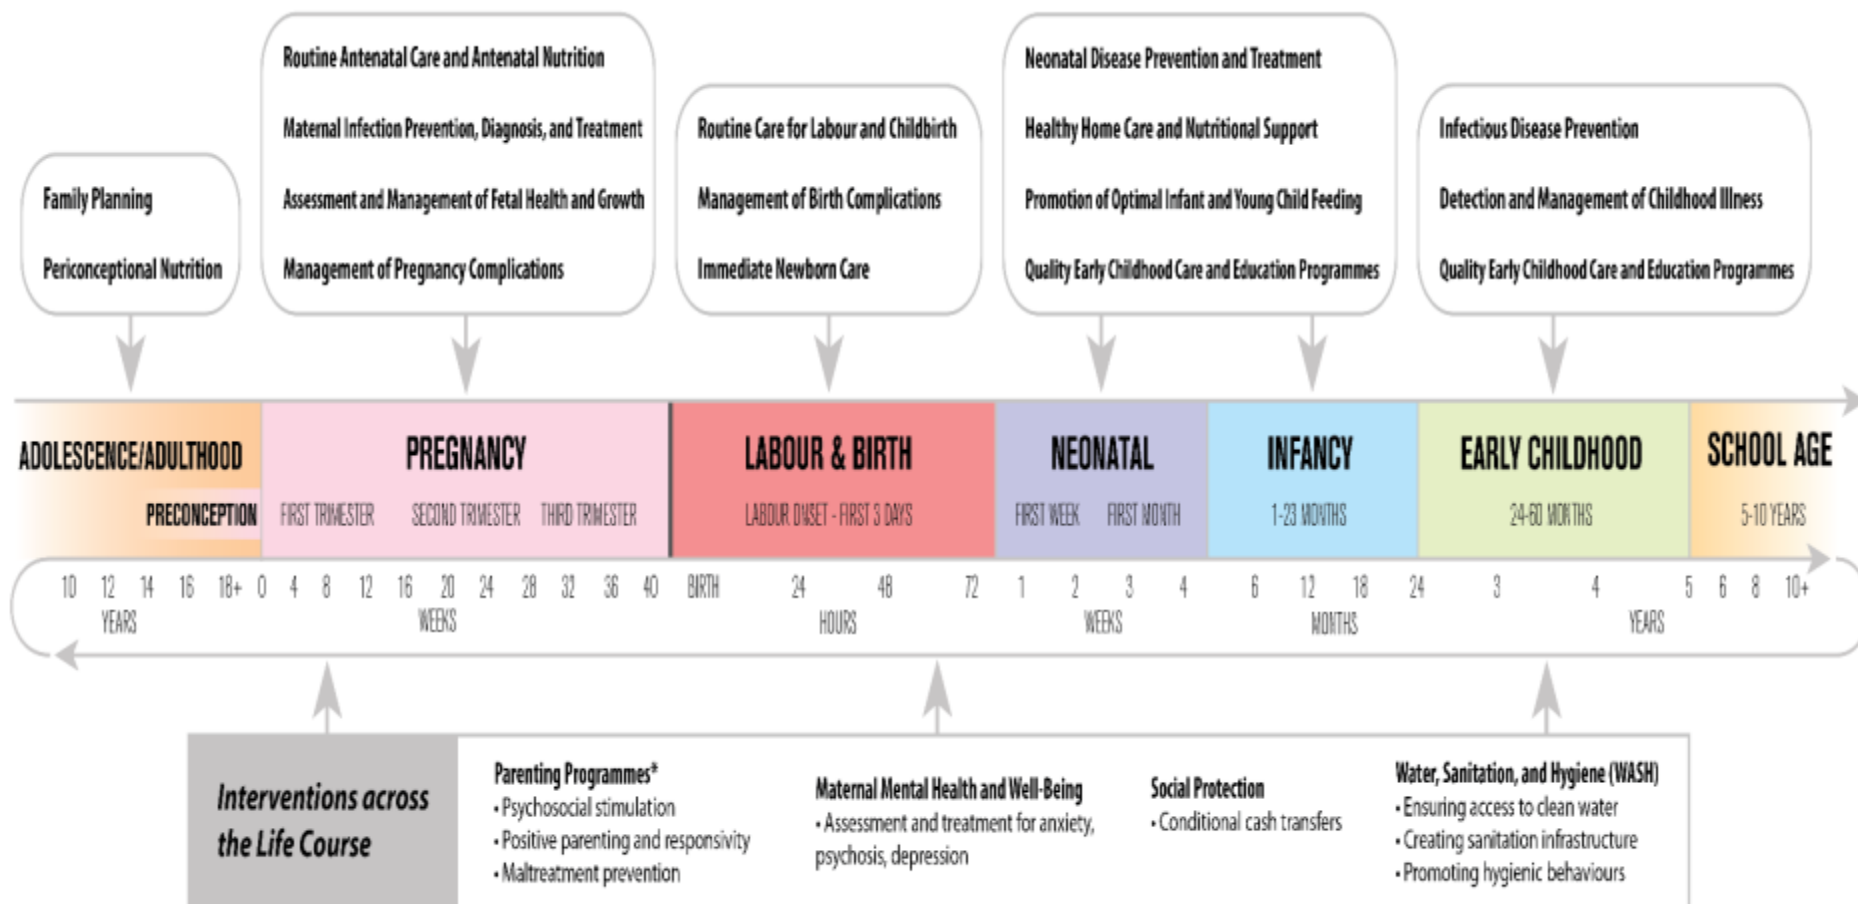 Family Planning
Periconceptional Nutrition
Routine Antenatal Care and Antenatal Nutrition
Maternal Infection Prevention, Diagnosis, and Treatment
Assessment and Management of Fetal Health and Growth
Management of Pregnancy Complications
Routine Care for Labour and Childbirth
Management of Birth Complications
Immediate Newborn Care
Neonatal Disease Prevention and Treatment
Healthy Home Care and Nutritional Support
Promotion of Optimal Infant and Young Child Feeding
Quality Early Childhood Care and Education Programmes
Infectious Disease Prevention
Detection and Management of Childhood Illness
Quality Early Childhood Care and Education Programmes
ADOLESCENCE/ADULTHOOD
PRECONCEPTION
PREGNANCY
FIRST TRIMESTER SECOND TRIMESTER THIRD TRIMESTER
LABOUR & BIRTH
LABOUR ONSET - FIRST 3 DAYS
NEONATAL
FIRST WEEK FIRST MONTH
INFANCY
1-23 MONTHS
EARLY CHILDHOOD
24-60 MONTHS
SCHOOL AGE
5-10 YEARS
10 12 14 16 18+ 0 4 8 12 16 20 24 28 32 36 40 BIRTH 24 48 72 1 2 3 4 6 12 18 24 3 4 5 6 8 10+
YEARS WEEKS HOURS WEEKS MONTHS YEARS
Interventions across
the Life Course
Parenting Programmes*
• Psychosocial stimulation
• Positive parenting and responsivity
• Maltreatment prevention
Maternal Mental Health and Well-Being
• Assessment and treatment for anxiety,
psychosis, depression
Social Protection
• Conditional cash transfers
Water, Sanitation, and Hygiene (WASH)
• Ensuring access to clean water
• Creating sanitation infrastructure
• Promoting hygienic behaviours